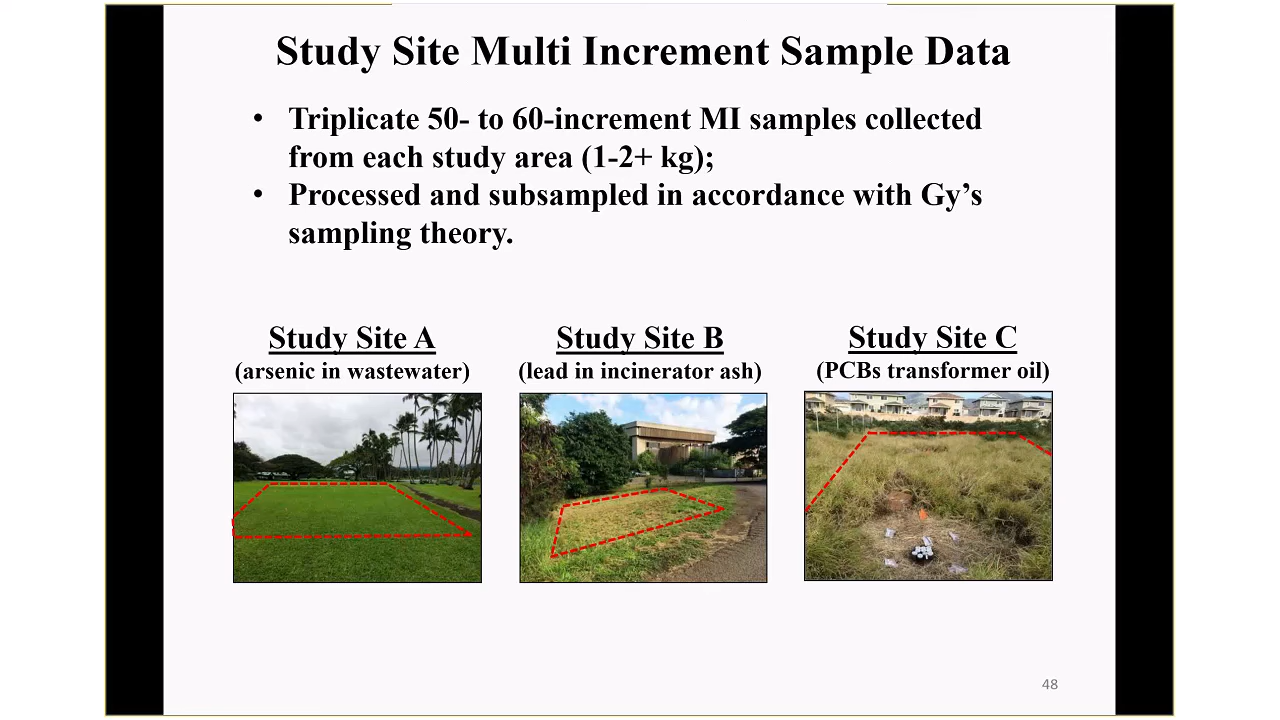 Study Site Multi Increment Sample Data
• Triplicate 50- to 60-increment MI samples collected
from each study area (1-2+ kg);
• Processed and subsampled in accordance with Gy’s
sampling theory.
Study Site A
(arsenic in wastewater)
Study Site B
(lead in incinerator ash)
Study Site C
(PCBs transformer oil)
48